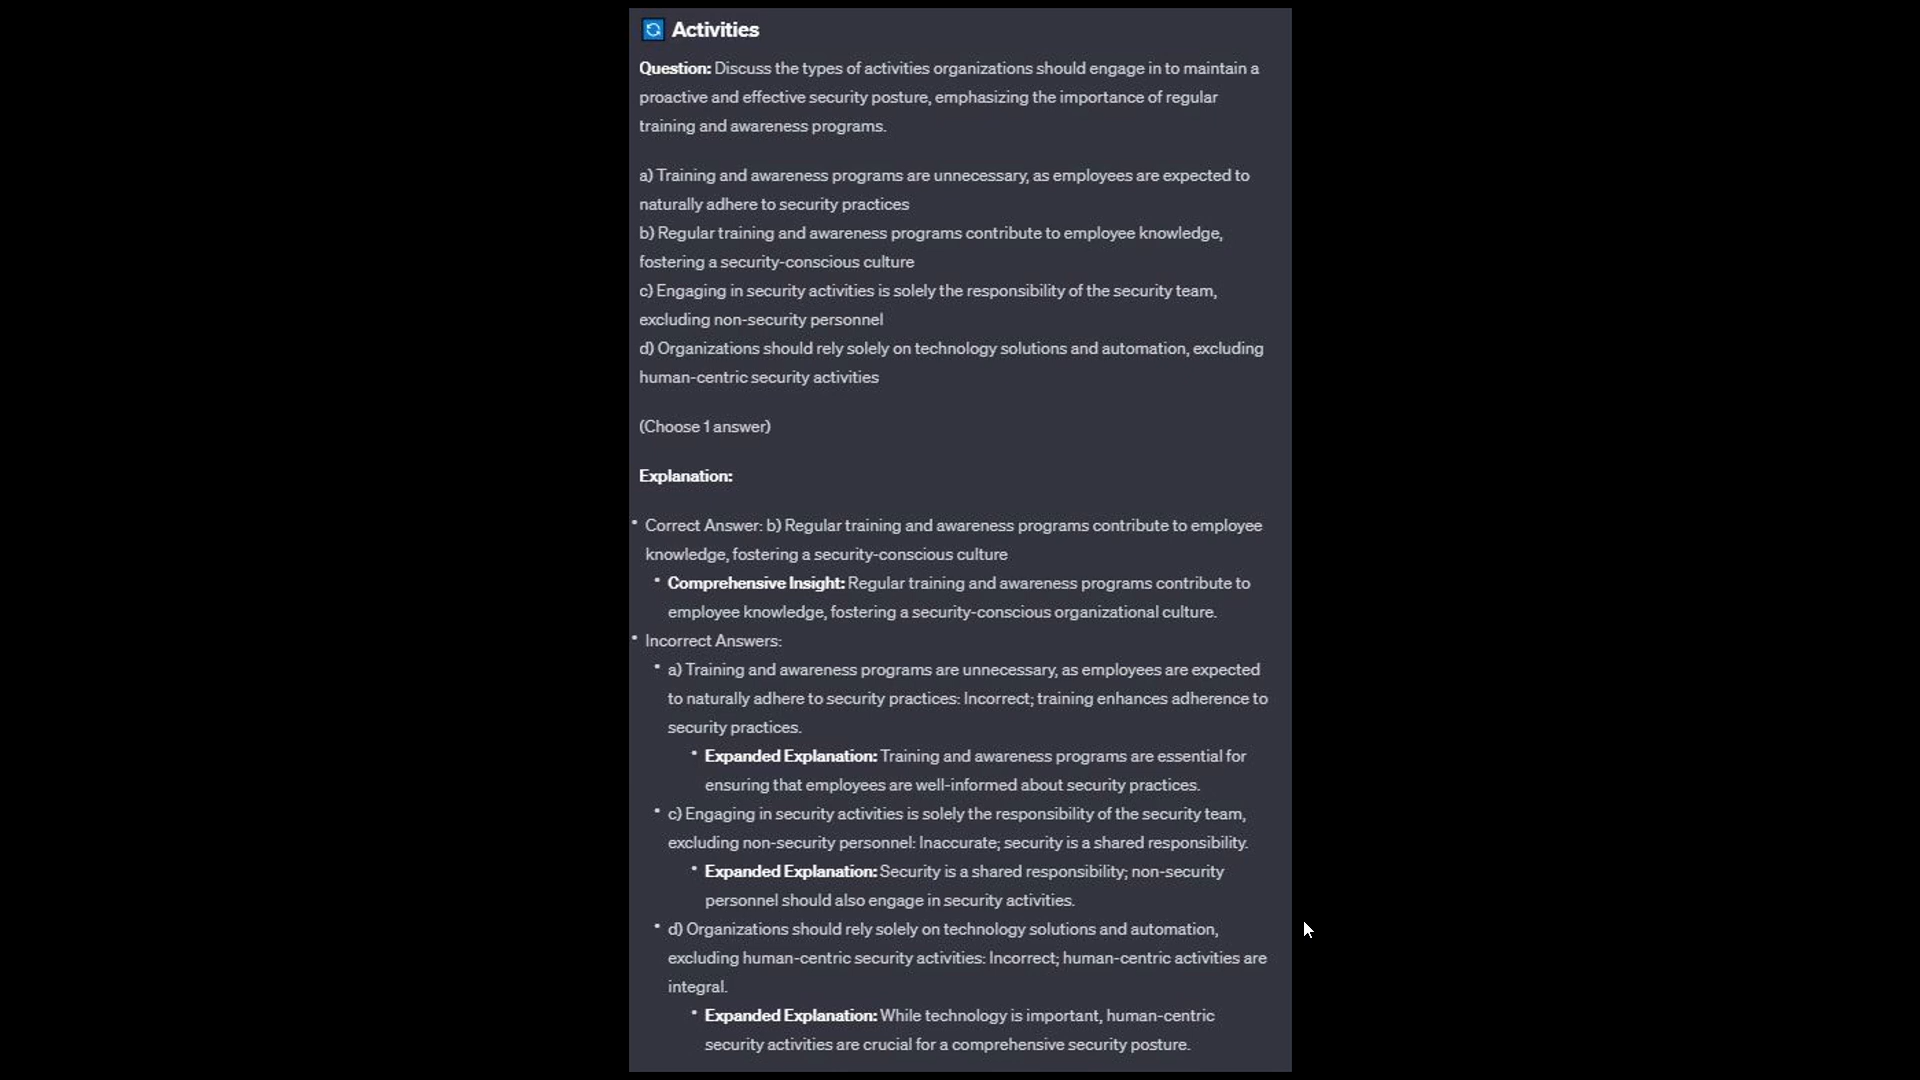 Activities
Question: Discuss the types of activities organizations should engage in to maintain a
proactive and effective security posture, emphasizing the importance of regular
training and awareness programs.
a) Training and awareness programs are unnecessary, as employees are expected to
naturally adhere to security practices
b) Regular training and awareness programs contribute to employee knowledge,
fostering a security-conscious culture
c) Engaging in security activities is solely the responsibility of the security team,
excluding non-security personnel
d) Organizations should rely solely on technology solutions and automation, excluding
human-centric security activities
(Choose 1 answer)
Explanation:
• Correct Answer: b) Regular training and awareness programs contribute to employee
knowledge, fostering a security-conscious culture
• Comprehensive Insight: Regular training and awareness programs contribute to
employee knowledge, fostering a security-conscious organizational culture.
• Incorrect Answers:
• a) Training and awareness programs are unnecessary, as employees are expected
to naturally adhere to security practices: Incorrect; training enhances adherence to
security practices.
• Expanded Explanation: Training and awareness programs are essential for
ensuring that employees are well-informed about security practices.
• c) Engaging in security activities is solely the responsibility of the security team,
excluding non-security personnel: Inaccurate; security is a shared responsibility.
• Expanded Explanation: Security is a shared responsibility; non-security
personnel should also engage in security activities.
• d) Organizations should rely solely on technology solutions and automation,
excluding human-centric security activities: Incorrect; human-centric activities are
integral.
• Expanded Explanation: While technology is important, human-centric
security activities are crucial for a comprehensive security posture.